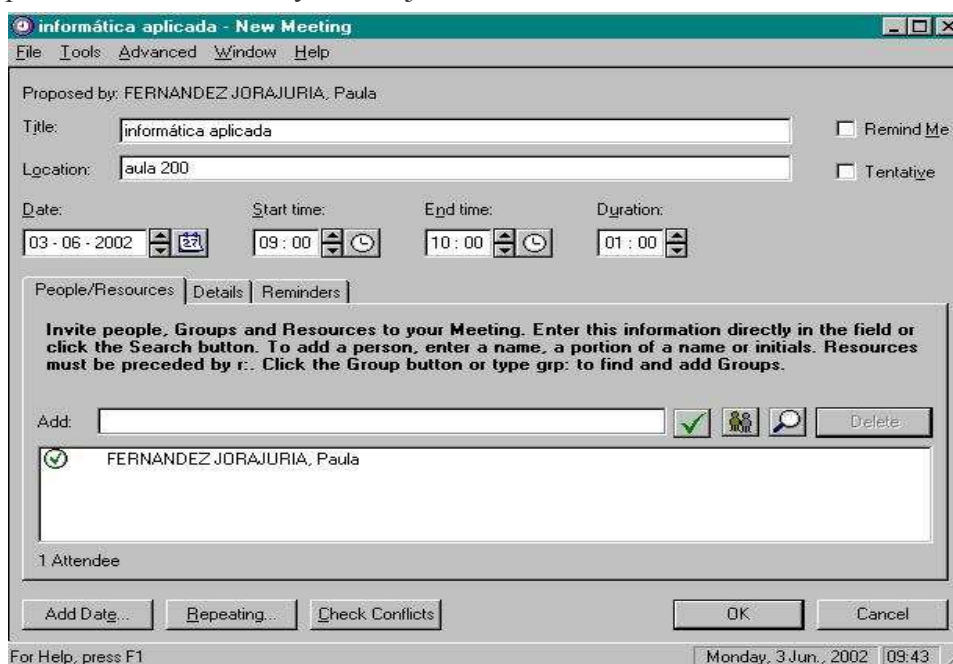 informática aplicada - New Meeting
File Tools Advanced Window Help
Proposed by: FERNANDEZ JORAJURIA, Paula
Title: informática aplicada Remind Me
Location: aula 200 Tentative
Date: Start time: End time: Duration:
03 - 06 - 2002 27 09 : 00 10 : 00 01 : 00
People/Resources Details Reminders
Invite people, Groups and Resources to your Meeting. Enter this information directly in the field or
click the Search button. To add a person, enter a name, a portion of a name or initials. Resources
must be preceded by r:. Click the Group button or type grp: to find and add Groups.
Add: Delete
FERNANDEZ JORAJURIA, Paula
1 Attendee
Add Date... Repeating... Check Conflicts OK Cancel
For Help, press F1 Monday, 3 Jun., 2002 09:43